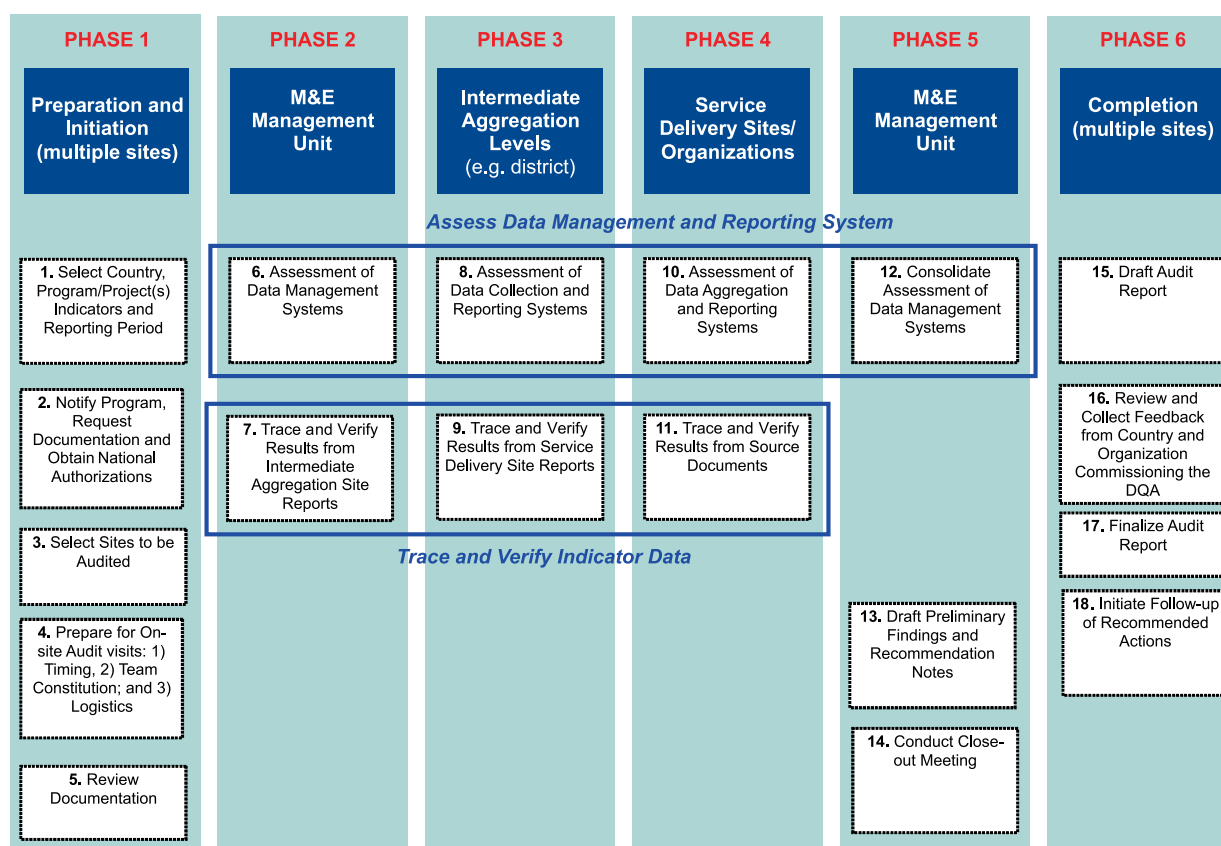 PHASE 1
Preparation and
Initiation
(multiple sites)
PHASE 2
M&E
Management
Unit
PHASE 3
Intermediate
Aggregation
Levels
(e.g. district)
PHASE 4
Service
Delivery Sites/
Organizations
PHASE 5
M&E
Management
Unit
PHASE 6
Completion
(multiple sites)
Assess Data Management and Reporting System
1. Select Country,
Program/Project(s)
Indicators and
Reporting Period
2. Notify Program,
Request
Documentation and
Obtain National
Authorizations
3. Select Sites to be
Audited
4. Prepare for On-
site Audit visits: 1)
Timing, 2) Team
Constitution; and 3)
Logistics
5. Review
Documentation
6. Assessment of
Data Management
Systems
7. Trace and Verify
Results from
Intermediate
Aggregation Site
Reports
8. Assessment of
Data Collection and
Reporting Systems
9. Trace and Verify
Results from Service
Delivery Site Reports
10. Assessment of
Data Aggregation
and Reporting
Systems
11. Trace and Verify
Results from Source
Documents
Trace and Verify Indicator Data
12. Consolidate
Assessment of
Data Management
Systems
13. Draft Preliminary
Findings and
Recommendation
Notes
14. Conduct Close-
out Meeting
15. Draft Audit
Report
16. Review and
Collect Feedback
from Country and
Organization
Commissioning the
DQA
17. Finalize Audit
Report
18. Initiate Follow-up
of Recommended
Actions